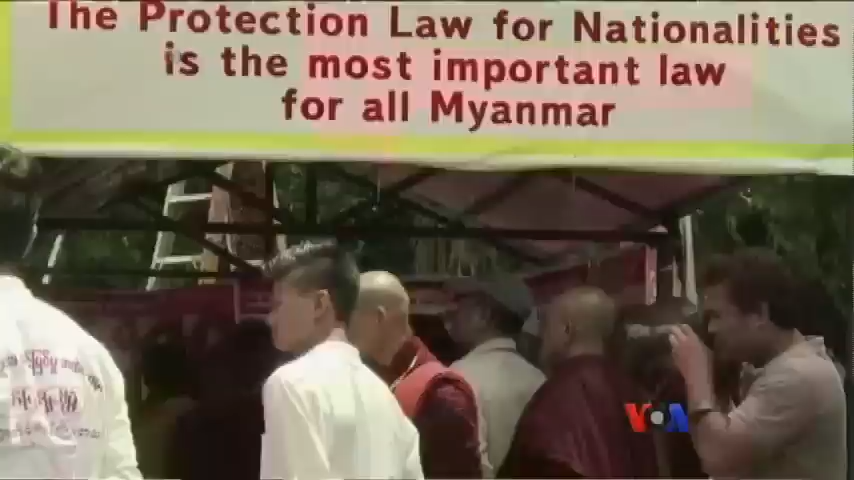 The Protection Law for Nationalities
is the most important law
for all Myanmar
VOA